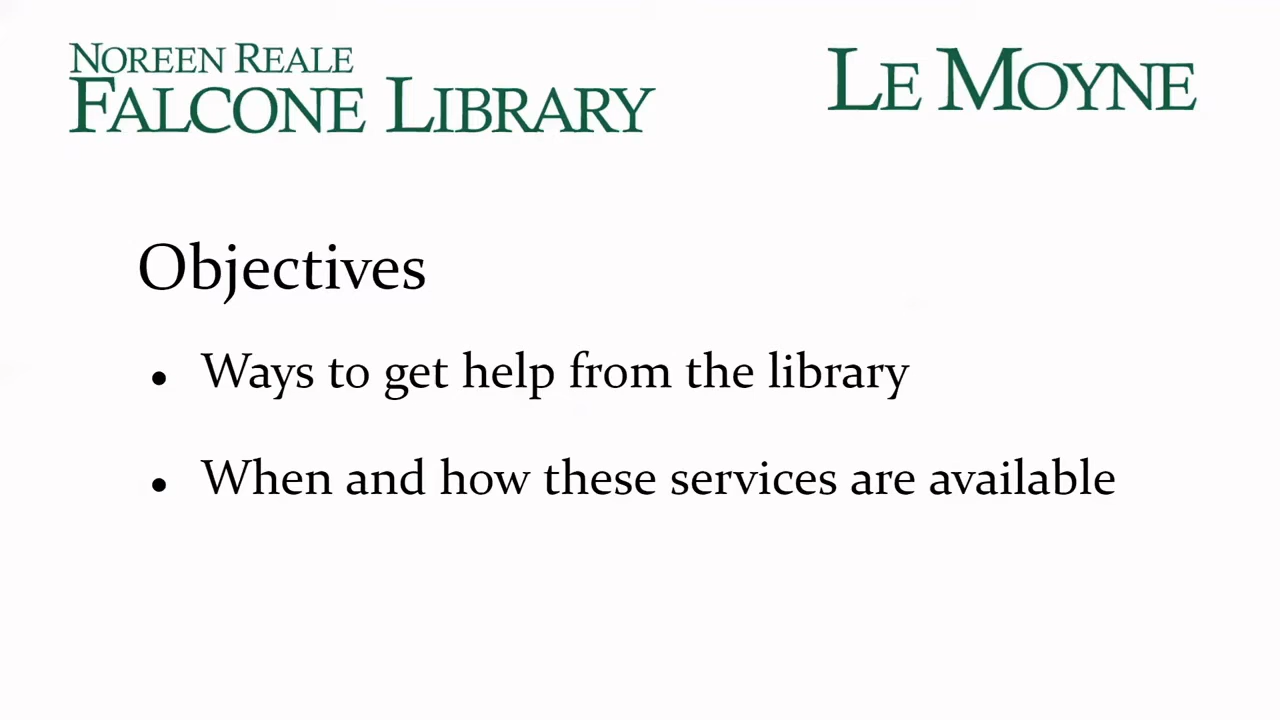 NOREEN REALE
FALCONE LIBRARY
LE MOYNE
Objectives
• Ways to get help from the library
• When and how these services are available